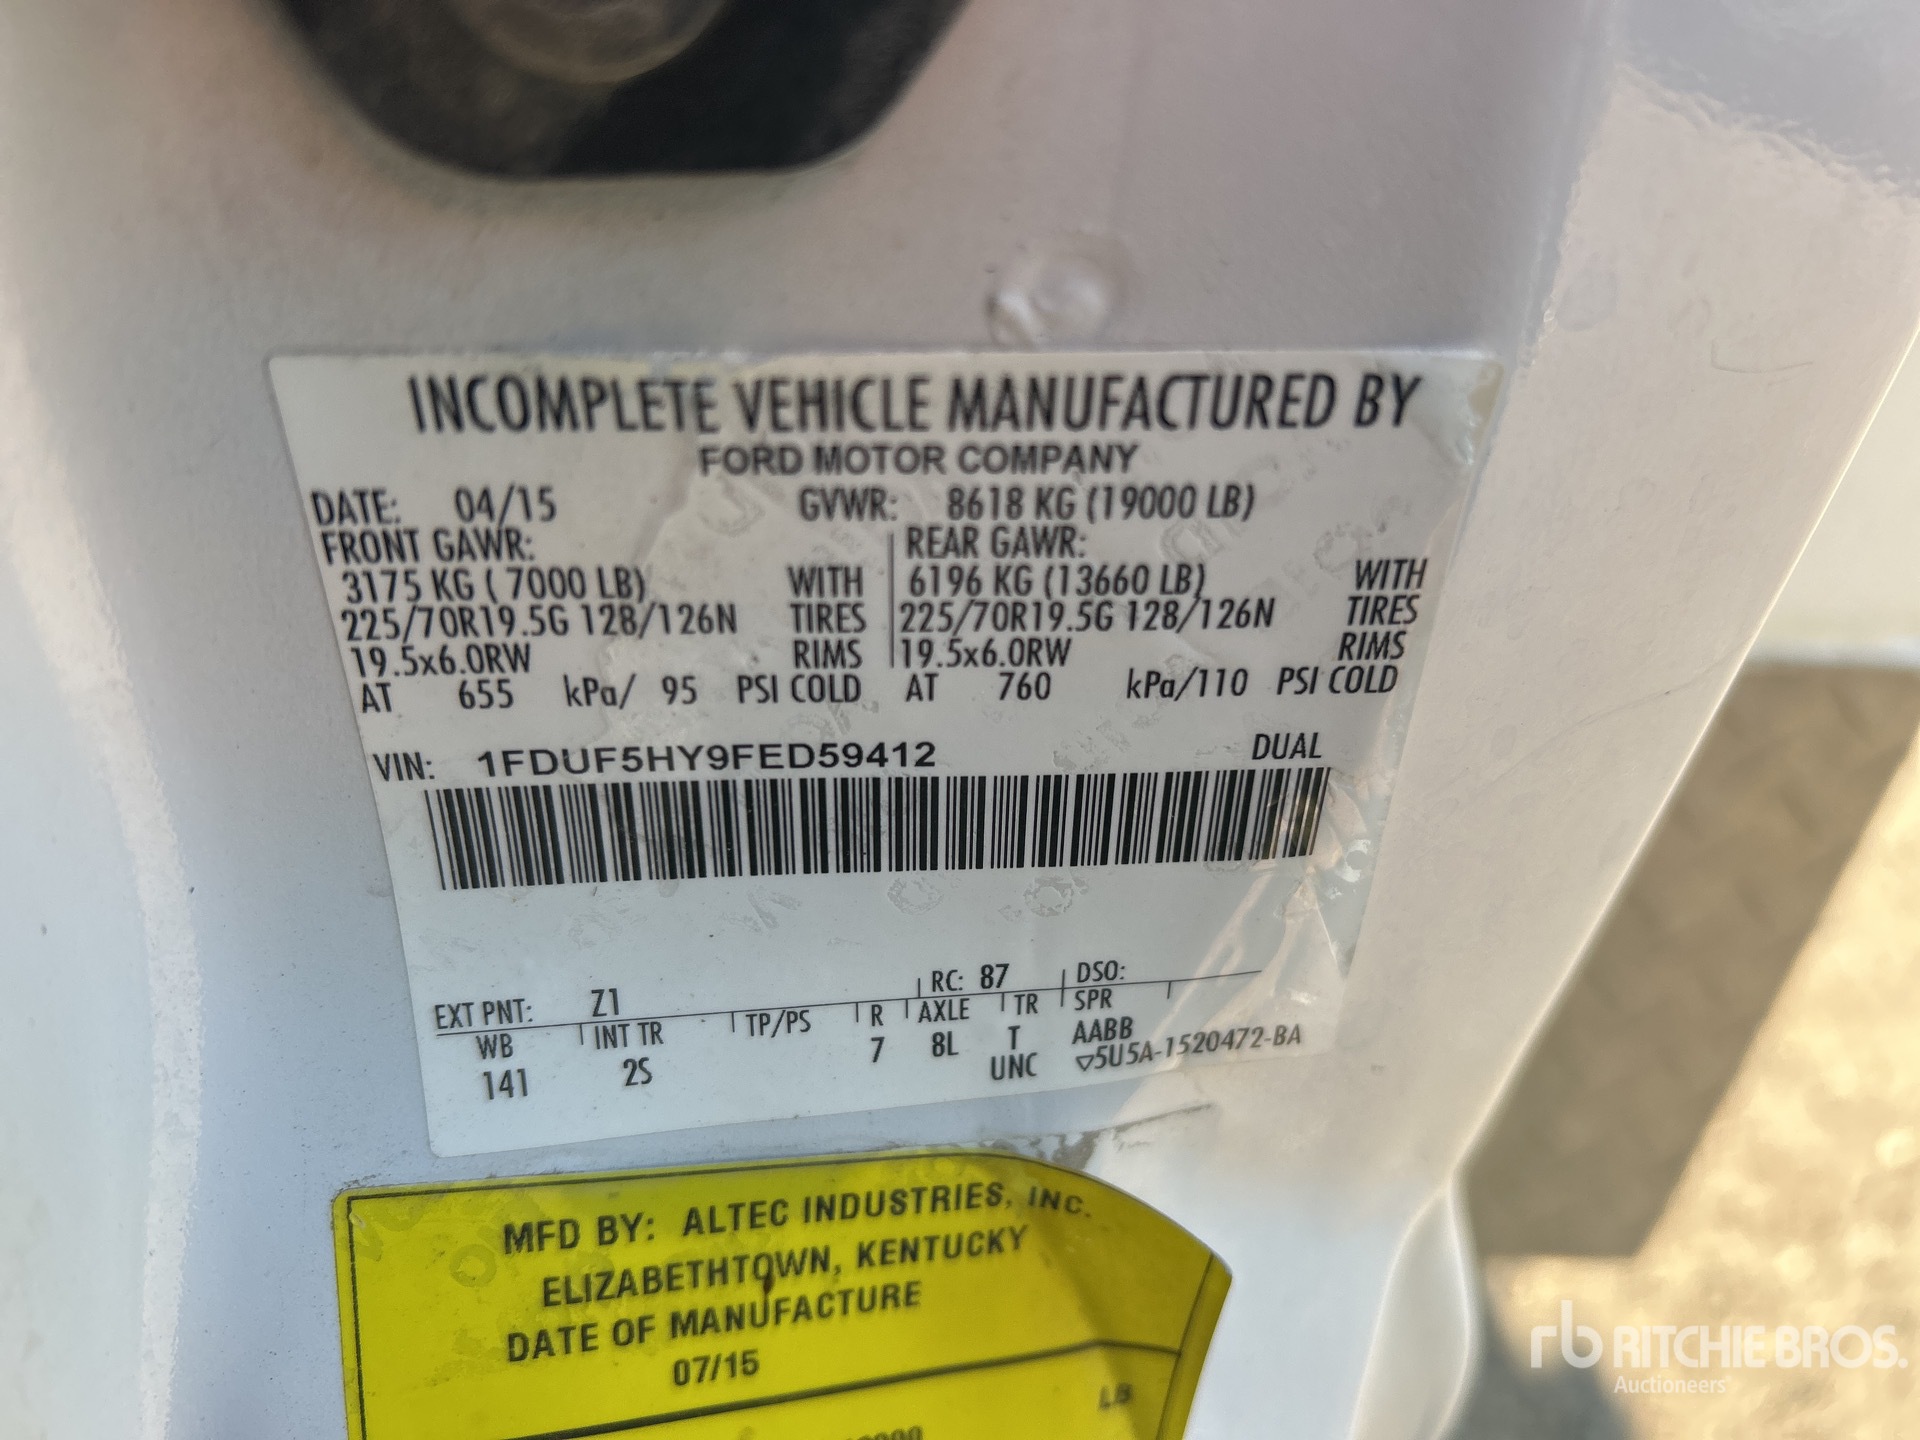 INCOMPLETE VEHICLE MANUFACTURED BY
FORD MOTOR COMPANY
DATE: 04/15 GVWR: 8618 KG (19000 LB)
FRONT GAWR: REAR GAWR:
3175 KG ( 7000 LB) WITH 6196 KG (13660 LB) WITH
225/70R19.5G 128/126N TIRES 225/70R19.5G 128/126N TIRES
19.5x6.0RW RIMS 19.5x6.0RW RIMS
AT 655 kPa/ 95 PSI COLD AT 760 kPa/110 PSI COLD
VIN: 1FDUF5HY9FED59412 DUAL
EXT PNT: Z1 RC: 87 DSO:
WB INT TR TP/PS R AXLE TR SPR
141 2S 7 8L T AABB
UNC ▽5U5A-1520472-BA
MFD BY: ALTEC INDUSTRIES, INC.
ELIZABETHTOWN, KENTUCKY
DATE OF MANUFACTURE
07/15
LB
rb RITCHIE BROS.
Auctioneers